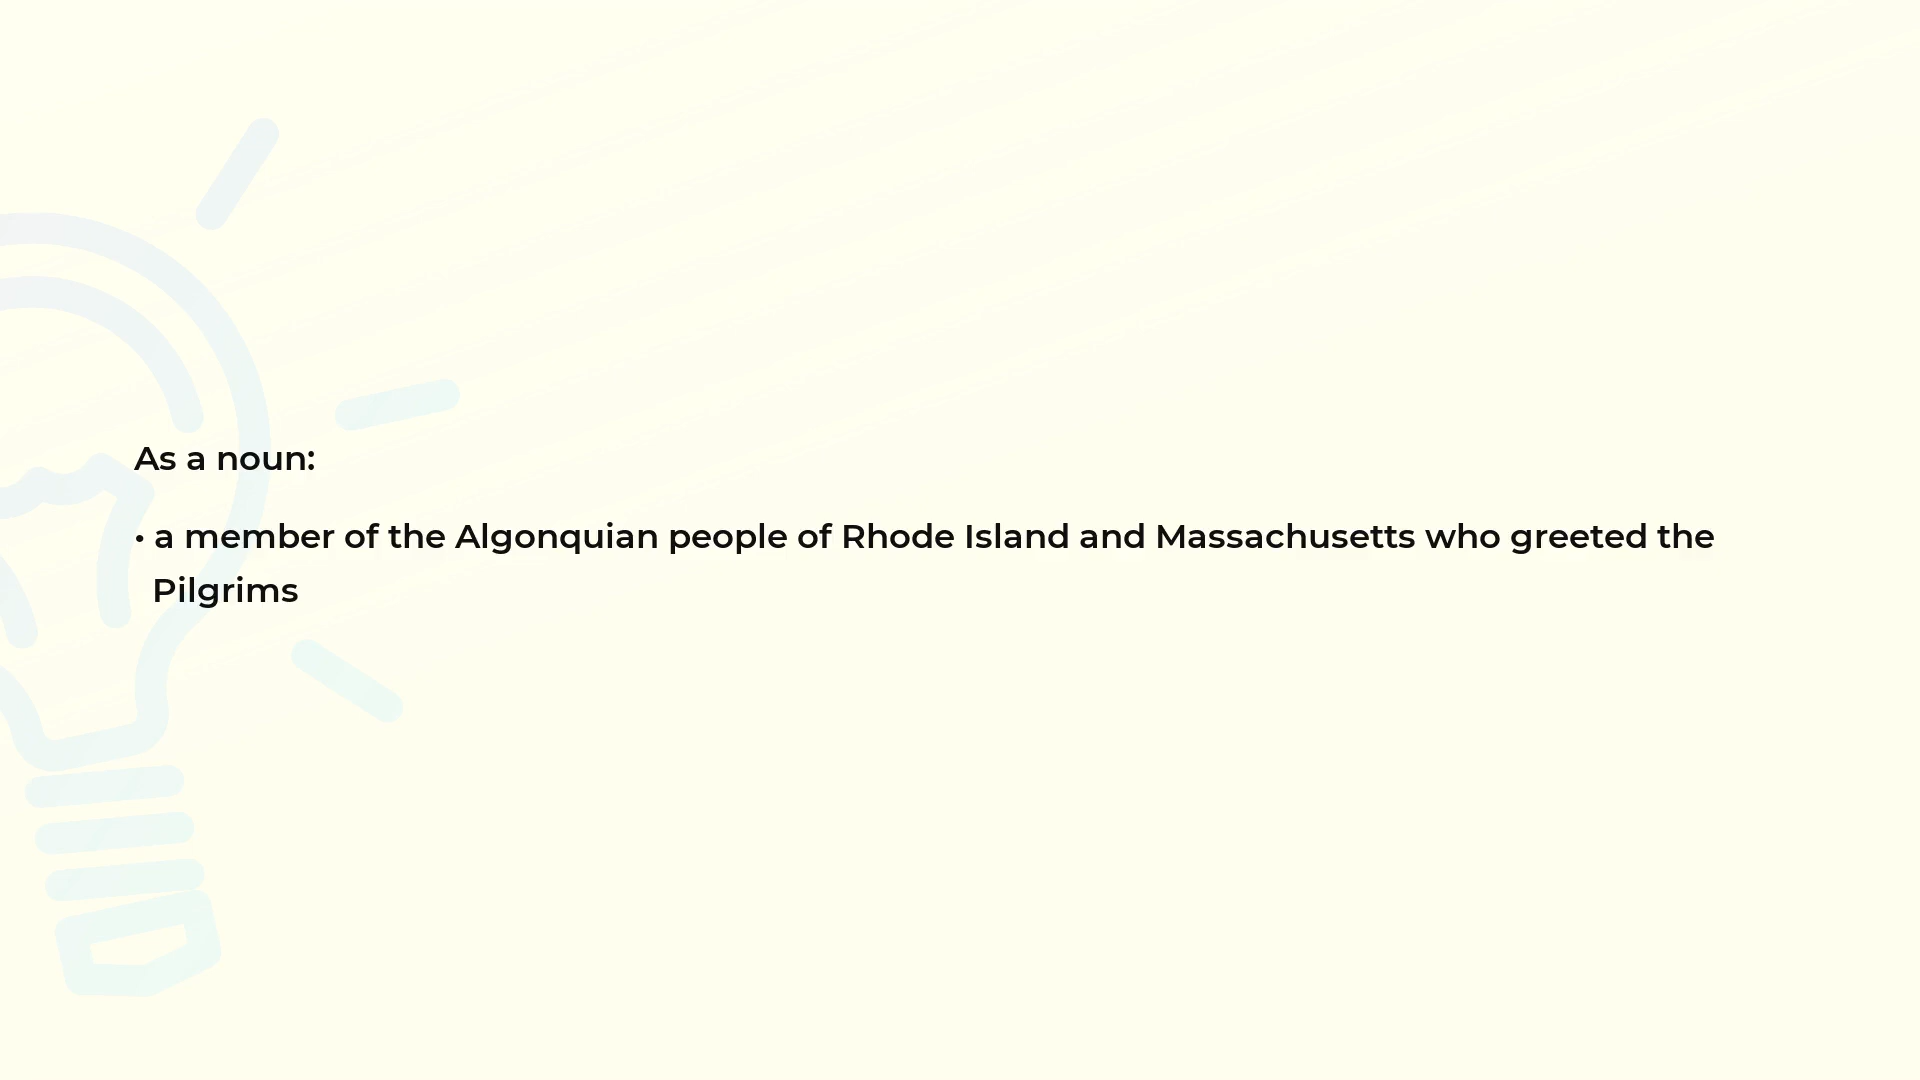 As a noun:
• a member of the Algonquian people of Rhode Island and Massachusetts who greeted the
Pilgrims